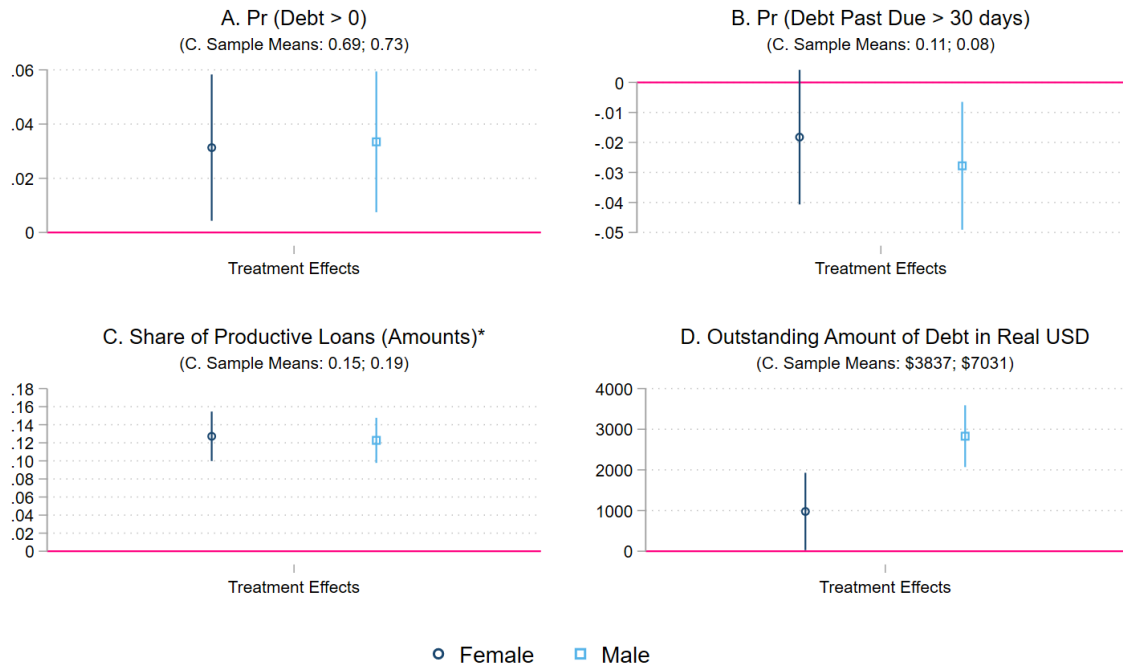 A. Pr (Debt > 0)
(C. Sample Means: 0.69; 0.73)
.06
.04
.02
0
Treatment Effects
B. Pr (Debt Past Due > 30 days)
(C. Sample Means: 0.11; 0.08)
0
-.01
-.02
-.03
-.04
-.05
Treatment Effects
C. Share of Productive Loans (Amounts)*
(C. Sample Means: 0.15; 0.19)
.18
.16
.14
.12
.10
.08
.06
.04
.02
0
Treatment Effects
D. Outstanding Amount of Debt in Real USD
(C. Sample Means: $3837; $7031)
4000
3000
2000
1000
0
Treatment Effects
Female Male